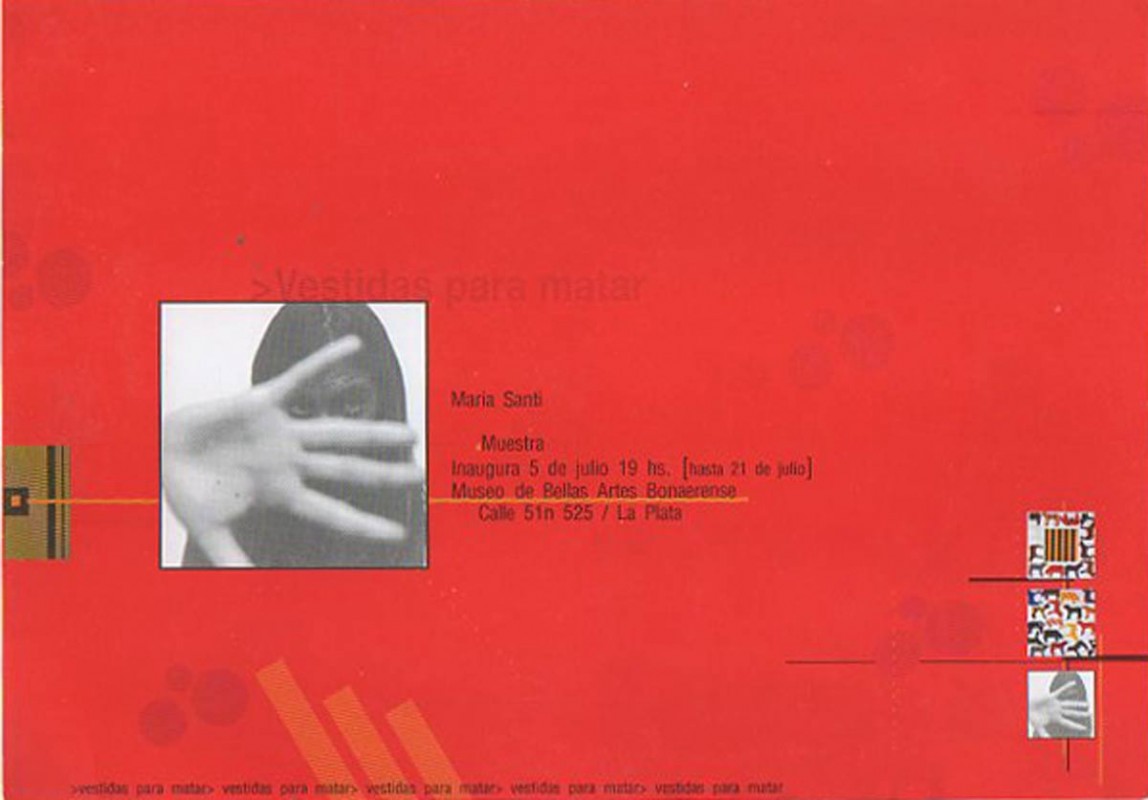 >Vestidas para matar
Maria Santi
Muestra
Inaugura 5 de julio 19 hs. [hasta 21 de julio]
Museo de Bellas Artes Bonaerense
Calle 51n 525 / La Plata
>vestidas para matar> vestidas para matar> vestidas para matar> vestidas para matar> vestidas para matar